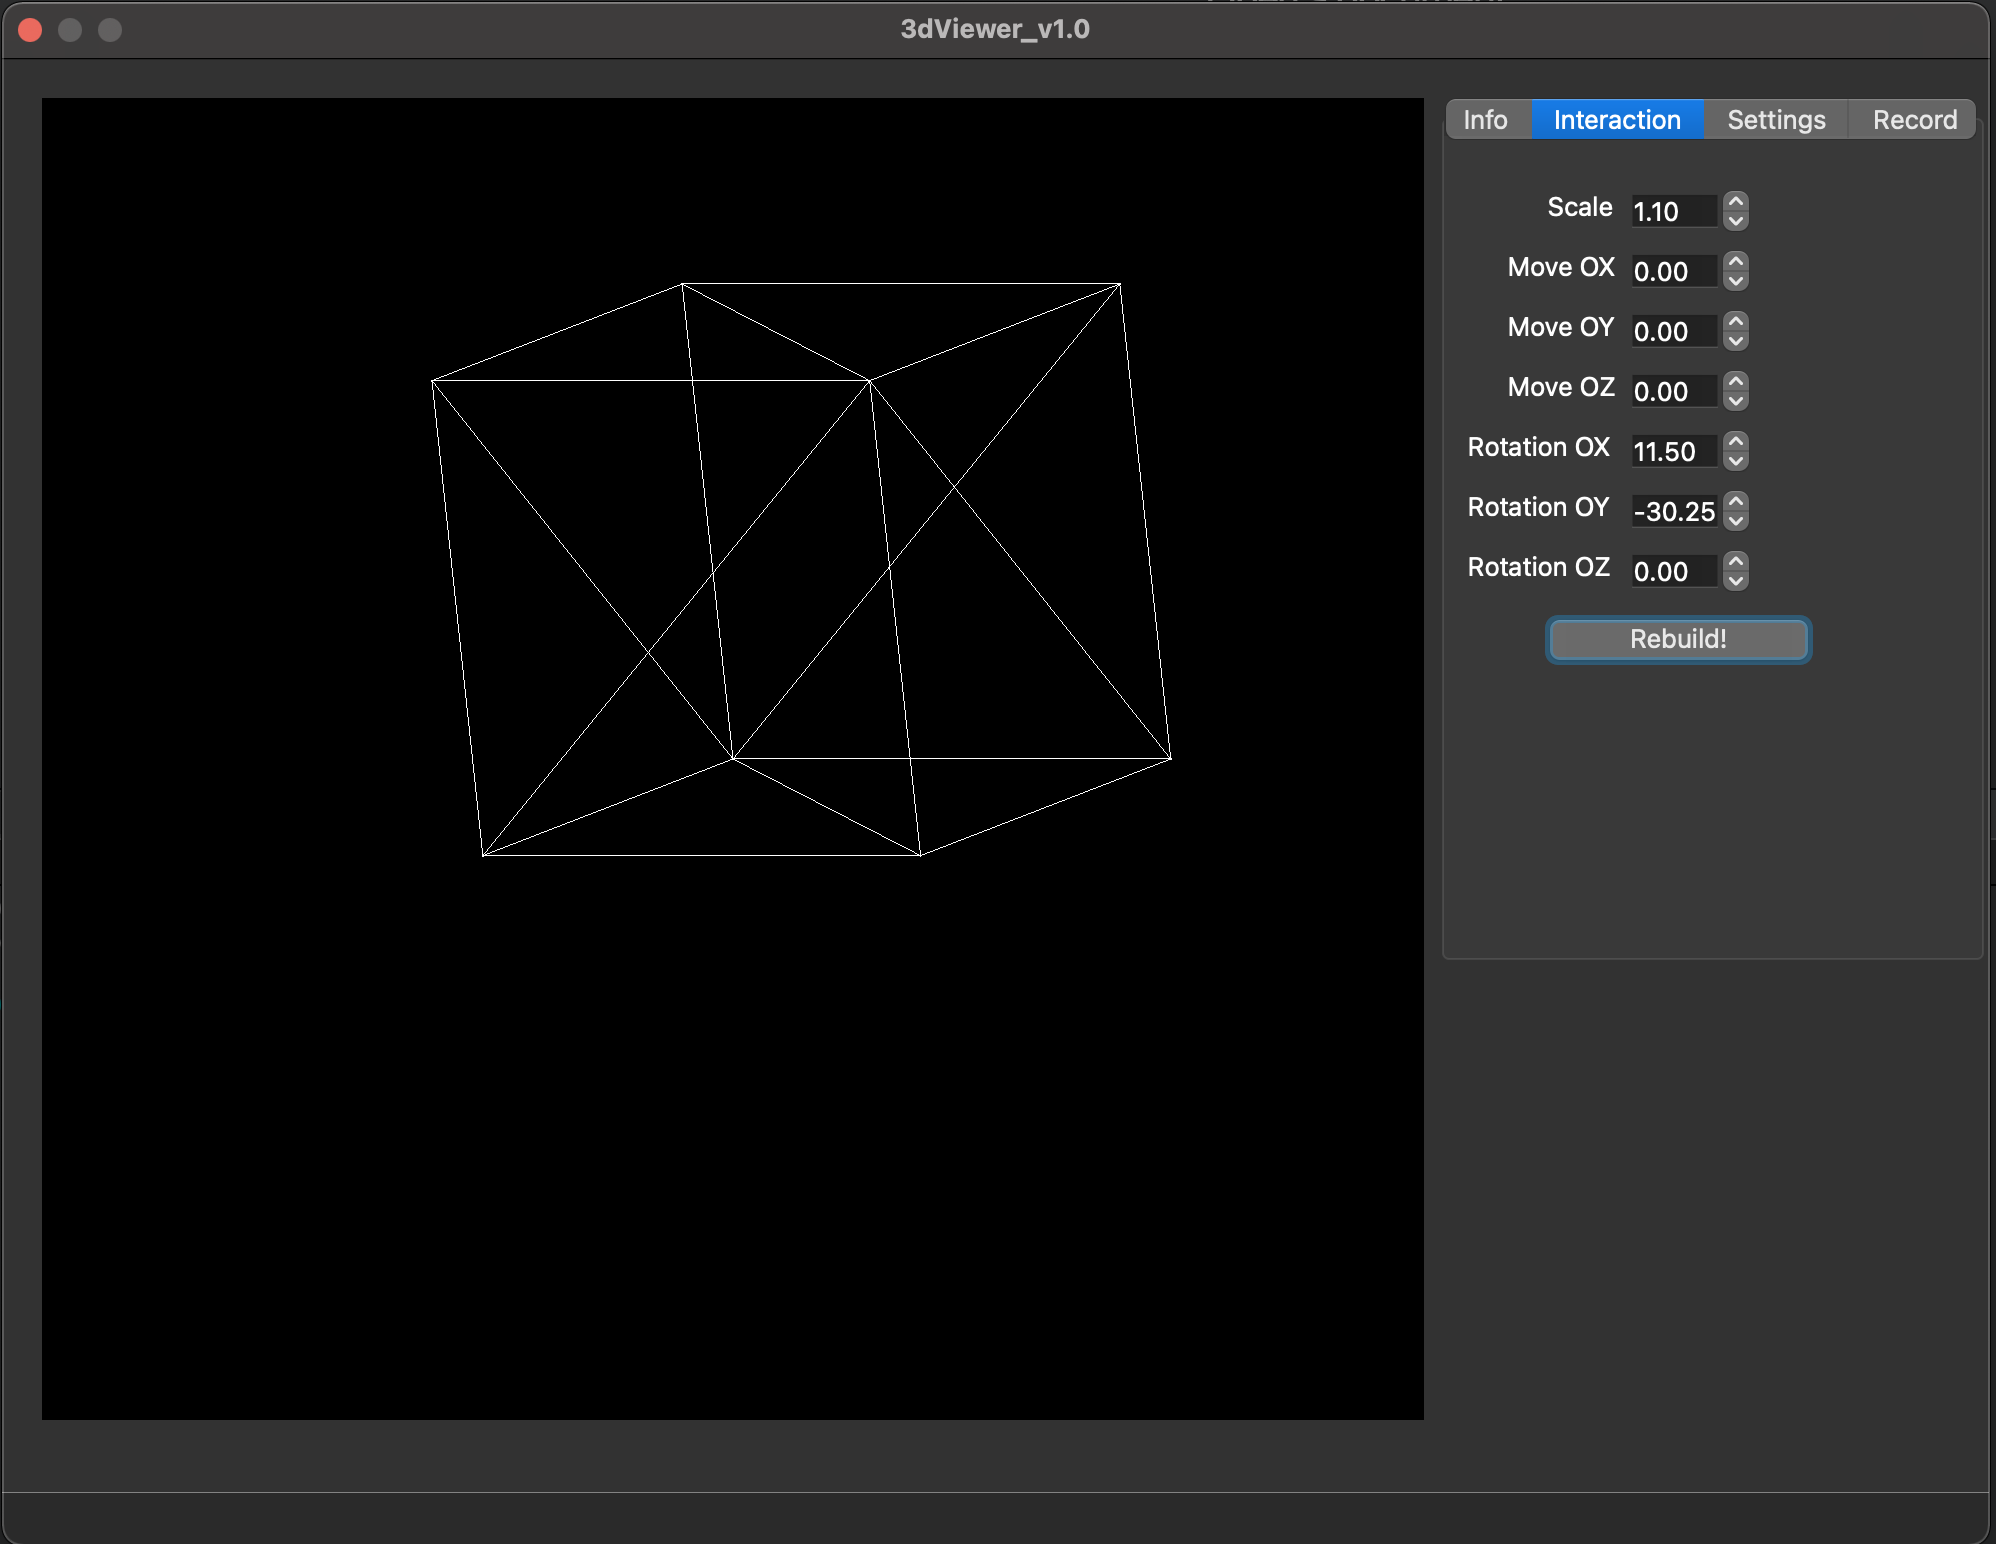 3dViewer_v1.0
Info Interaction Settings Record
Scale 1.10
Move OX 0.00
Move OY 0.00
Move OZ 0.00
Rotation OX 11.50
Rotation OY -30.25
Rotation OZ 0.00
Rebuild!